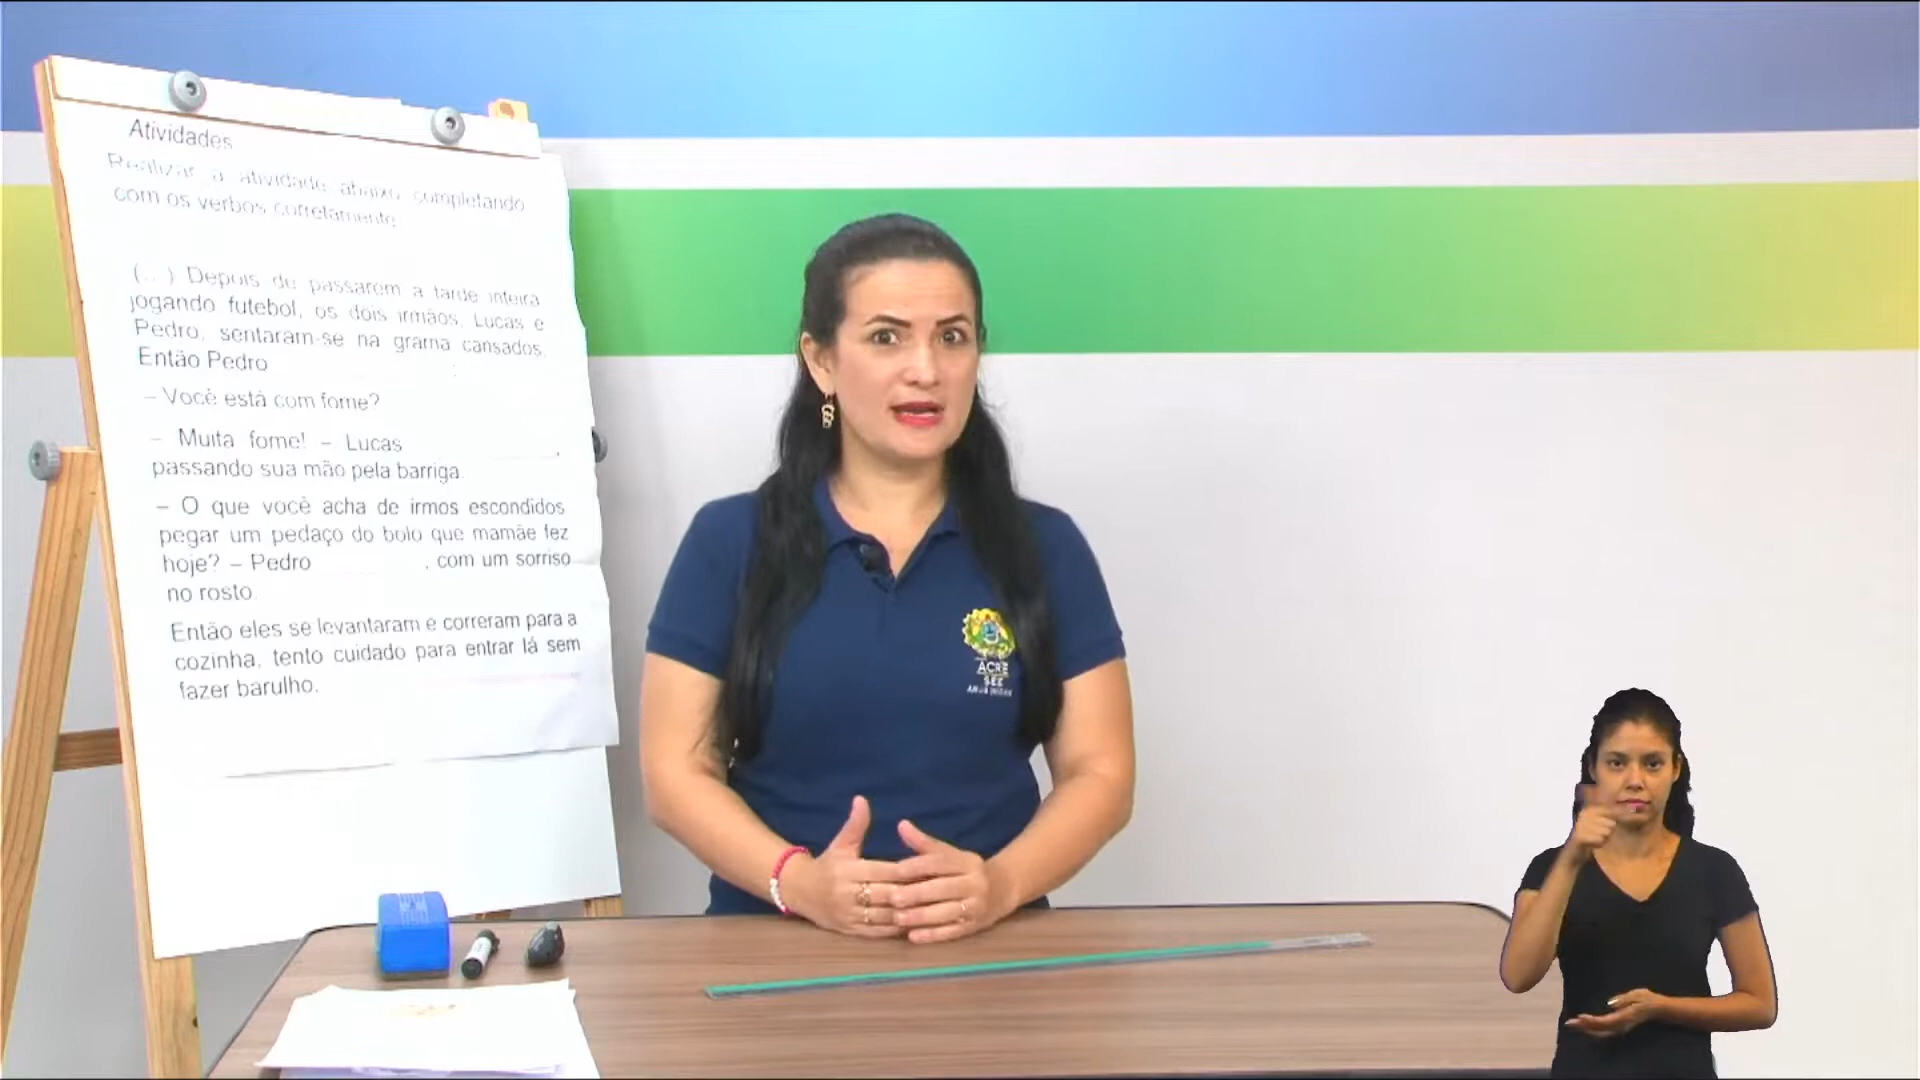 Atividades
Realizar a atividade abaixo completando
com os verbos corretamente.
(...) Depois de passarem a tarde inteira
jogando futebol, os dois irmãos, Lucas e
Pedro, sentaram-se na grama cansados.
Então Pedro :
– Você está com fome?
– Muita fome! – Lucas ,
passando sua mão pela barriga.
– O que você acha de irmos escondidos
pegar um pedaço do bolo que mamãe fez
hoje? – Pedro , com um sorriso
no rosto.
Então eles se levantaram e correram para a
cozinha, tento cuidado para entrar lá sem
fazer barulho.
ACRE
SEE